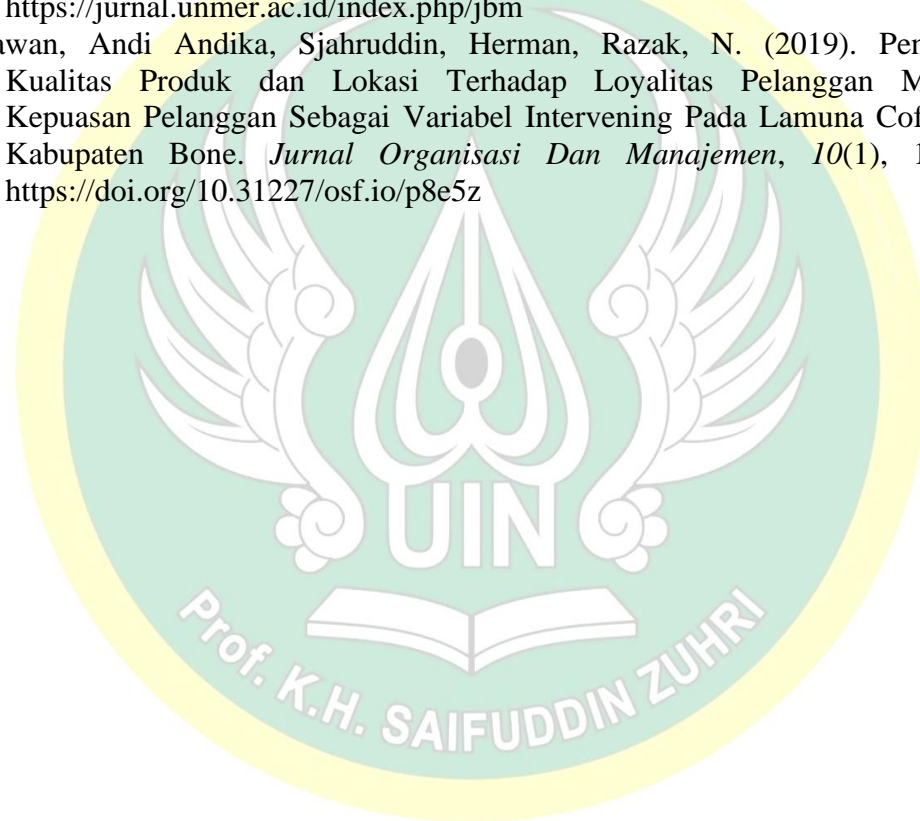 https://jurnal.unmer.ac.id/index.php/jbm
awan, Andi Andika, Sjahruddin, Herman, Razak, N. (2019). Pen
Kualitas Produk dan Lokasi Terhadap Loyalitas Pelanggan M
Kepuasan Pelanggan Sebagai Variabel Intervening Pada Lamuna Cof
Kabupaten Bone. Jurnal Organisasi Dan Manajemen, 10(1), 1
https://doi.org/10.31227/osf.io/p8e5z
UIN
Prof. K.H. SAIFUDDIN ZUHRI